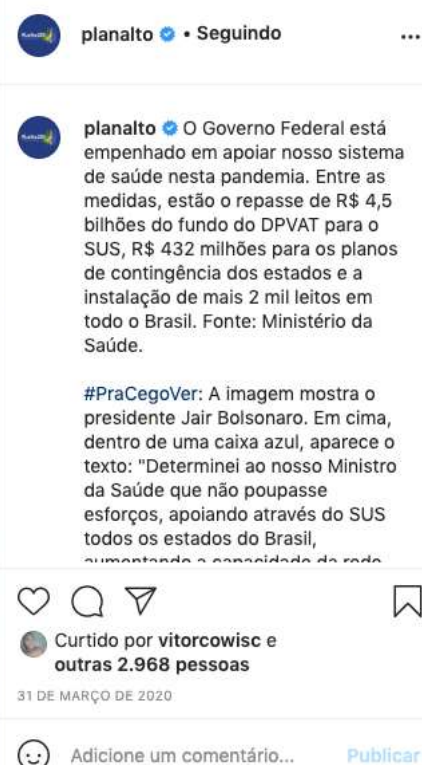 planalto • Seguindo
planalto O Governo Federal está
empenhado em apoiar nosso sistema
de saúde nesta pandemia. Entre as
medidas, estão o repasse de R$ 4,5
bilhões do fundo do DPVAT para o
SUS, R$ 432 milhões para os planos
de contingência dos estados e a
instalação de mais 2 mil leitos em
todo o Brasil. Fonte: Ministério da
Saúde.
#PraCegoVer: A imagem mostra o
presidente Jair Bolsonaro. Em cima,
dentro de uma caixa azul, aparece o
texto: "Determinei ao nosso Ministro
da Saúde que não poupasse
esforços, apoiando através do SUS
todos os estados do Brasil,
aumentando a capacidade da rede
Curtido por vitorcowisc e
outras 2.968 pessoas
31 DE MARÇO DE 2020
Adicione um comentário... Publicar